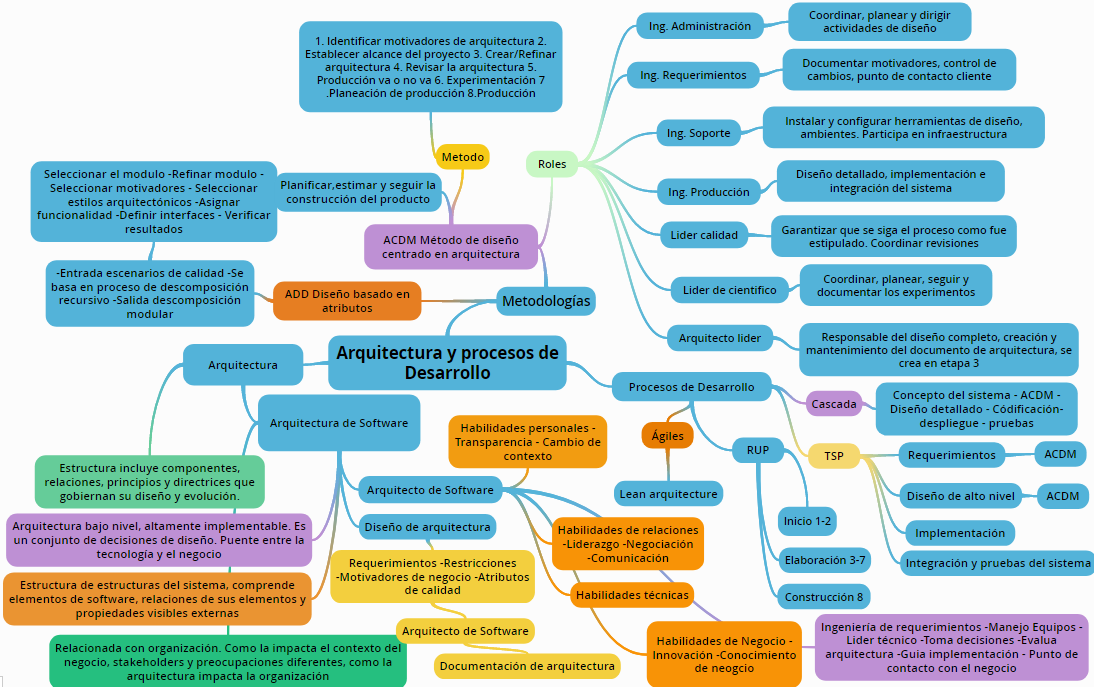 Arquitectura y procesos de
Desarrollo
Metodologías
ACDM Método de diseño
centrado en arquitectura
Metodo
1. Identificar motivadores de arquitectura 2.
Establecer alcance del proyecto 3. Crear/Refinar
arquitectura 4. Revisar la arquitectura 5.
Producción va o no va 6. Experimentación 7
.Planeación de producción 8.Producción
Planificar,estimar y seguir la
construcción del producto
ADD Diseño basado en
atributos
-Entrada escenarios de calidad -Se
basa en proceso de descomposición
recursivo -Salida descomposición
modular
Seleccionar el modulo -Refinar modulo -
Seleccionar motivadores - Seleccionar
estilos arquitectónicos -Asignar
funcionalidad -Definir interfaces - Verificar
resultados
Roles
Ing. Administración
Coordinar, planear y dirigir
actividades de diseño
Ing. Requerimientos
Documentar motivadores, control de
cambios, punto de contacto cliente
Ing. Soporte
Instalar y configurar herramientas de diseño,
ambientes. Participa en infraestructura
Ing. Producción
Diseño detallado, implementación e
integración del sistema
Lider calidad
Garantizar que se siga el proceso como fue
estipulado. Coordinar revisiones
Lider de cientifico
Coordinar, planear, seguir y
documentar los experimentos
Arquitecto lider
Responsable del diseño completo, creación y
mantenimiento del documento de arquitectura, se
crea en etapa 3
Procesos de Desarrollo
Cascada
Concepto del sistema - ACDM -
Diseño detallado - Códificación-
despliegue - pruebas
TSP
Requerimientos
ACDM
Diseño de alto nivel
ACDM
Implementación
Integración y pruebas del sistema
RUP
Inicio 1-2
Elaboración 3-7
Construcción 8
Ágiles
Lean arquitecture
Arquitectura
Estructura incluye componentes,
relaciones, principios y directrices que
gobiernan su diseño y evolución.
Arquitectura de Software
Arquitectura bajo nivel, altamente implementable. Es
un conjunto de decisiones de diseño. Puente entre la
tecnología y el negocio
Estructura de estructuras del sistema, comprende
elementos de software, relaciones de sus elementos y
propiedades visibles externas
Relacionada con organización. Como la impacta el contexto del
negocio, stakeholders y preocupaciones diferentes, como la
arquitectura impacta la organización
Arquitecto de Software
Habilidades personales -
Transparencia - Cambio de
contexto
Habilidades de relaciones
-Liderazgo -Negociación
-Comunicación
Habilidades técnicas
Habilidades de Negocio -
Innovación -Conocimiento
de neogcio
Ingeniería de requerimientos -Manejo Equipos -
Lider técnico -Toma decisiones -Evalua
arquitectura -Guia implementación - Punto de
contacto con el negocio
Diseño de arquitectura
Requerimientos -Restricciones
-Motivadores de negocio -Atributos
de calidad
Arquitecto de Software
Documentación de arquitectura